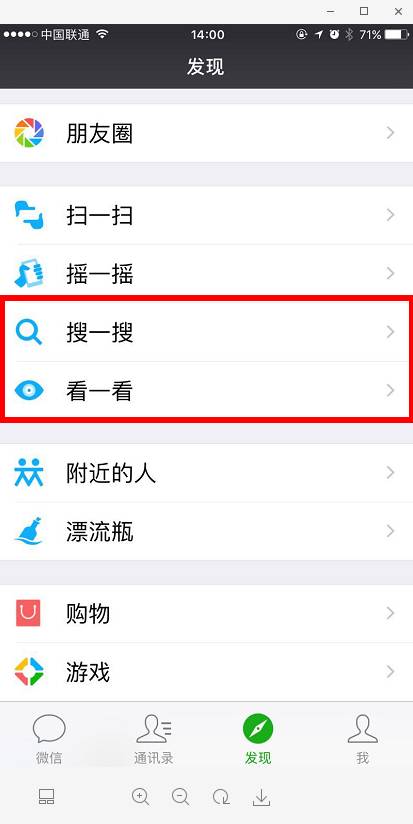 中国联通 14:00 71%
发现
朋友圈
扫一扫
摇一摇
搜一搜
看一看
附近的人
漂流瓶
购物
游戏
微信 通讯录 发现 我